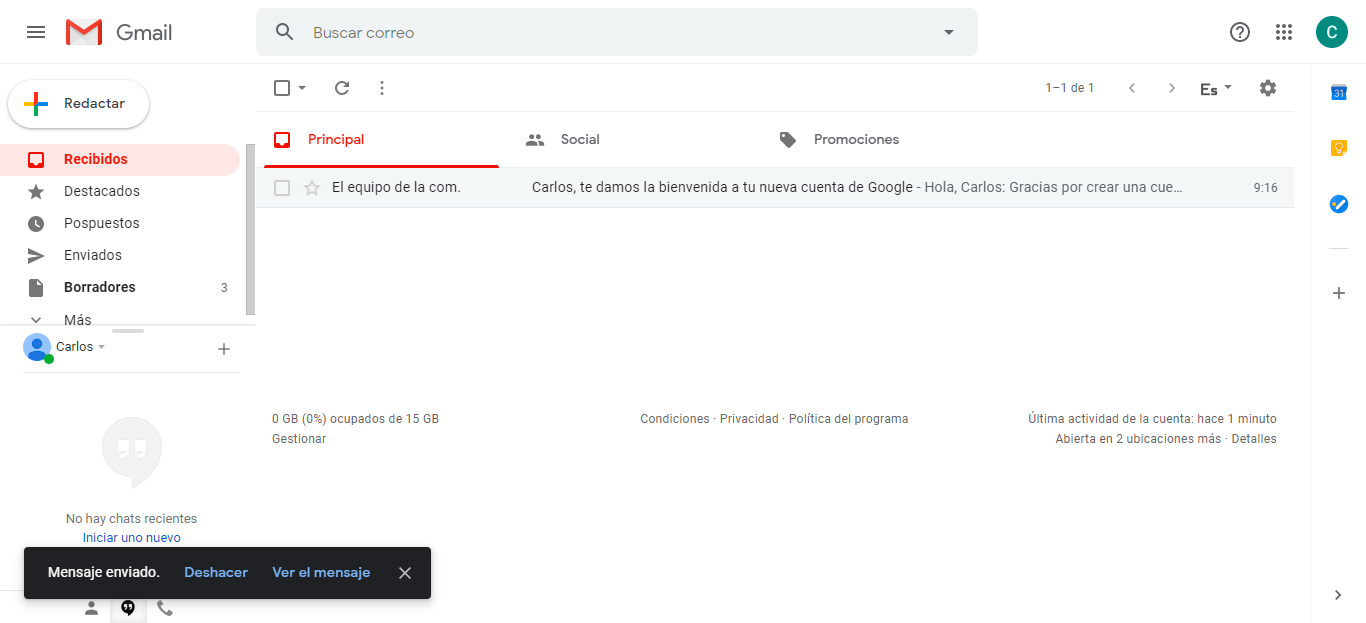 Gmail
Buscar correo
C
Redactar
1–1 de 1
Es
31
Recibidos
Destacados
Pospuestos
Enviados
Borradores 3
Más
Principal
Social
Promociones
El equipo de la com. Carlos, te damos la bienvenida a tu nueva cuenta de Google - Hola, Carlos: Gracias por crear una cue… 9:16
Carlos
No hay chats recientes
Iniciar uno nuevo
0 GB (0%) ocupados de 15 GB
Gestionar
Condiciones · Privacidad · Política del programa
Última actividad de la cuenta: hace 1 minuto
Abierta en 2 ubicaciones más · Detalles
Mensaje enviado. Deshacer Ver el mensaje